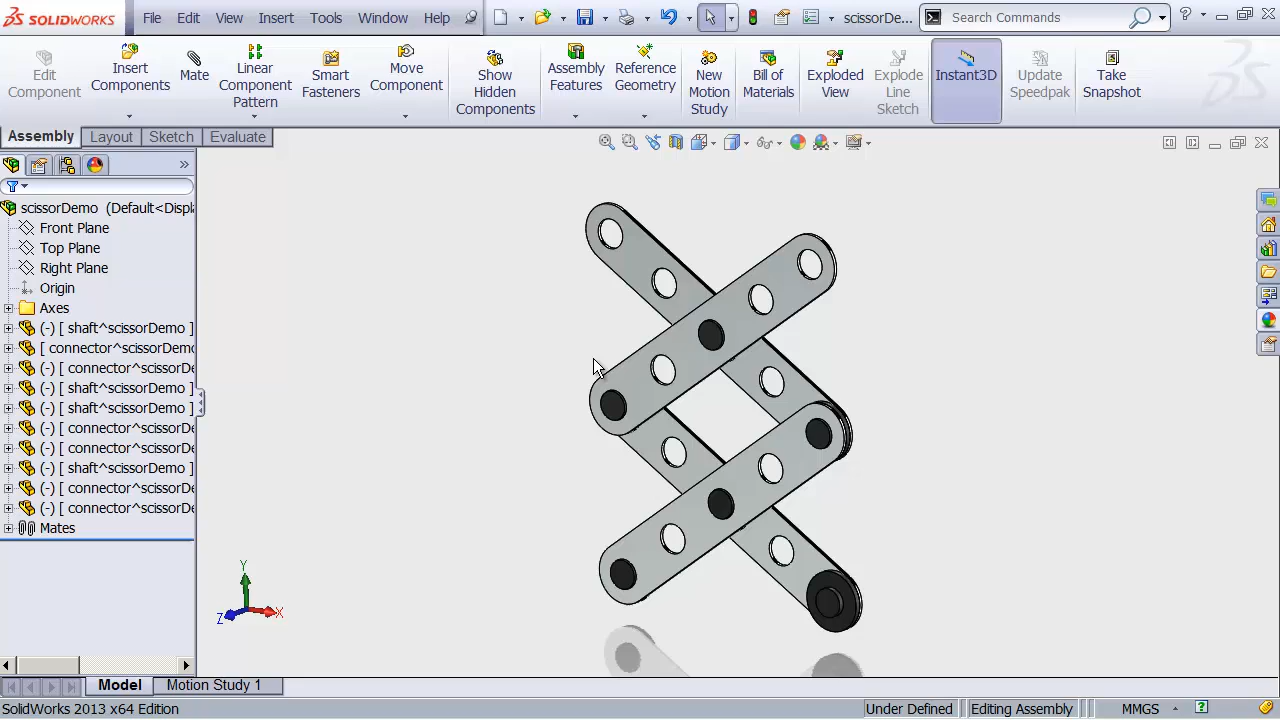 SOLIDWORKS File Edit View Insert Tools Window Help scissorDe... Search Commands
Edit Component
Insert Components
Mate
Linear Component Pattern
Smart Fasteners
Move Component
Show Hidden Components
Assembly Features
Reference Geometry
New Motion Study
Bill of Materials
Exploded View
Explode Line Sketch
Instant3D
Update Speedpak
Take Snapshot
Assembly Layout Sketch Evaluate
scissorDemo (Default<Displ
Front Plane
Top Plane
Right Plane
Origin
Axes
(-) [ shaft^scissorDemo ]
[ connector^scissorDemo
(-) [ connector^scissorDe
(-) [ shaft^scissorDemo ]
(-) [ shaft^scissorDemo ]
(-) [ connector^scissorDe
(-) [ connector^scissorDe
(-) [ shaft^scissorDemo ]
(-) [ connector^scissorDe
(-) [ connector^scissorDe
Mates
Y
Z X
Model Motion Study 1
SolidWorks 2013 x64 Edition Under Defined Editing Assembly MMGS